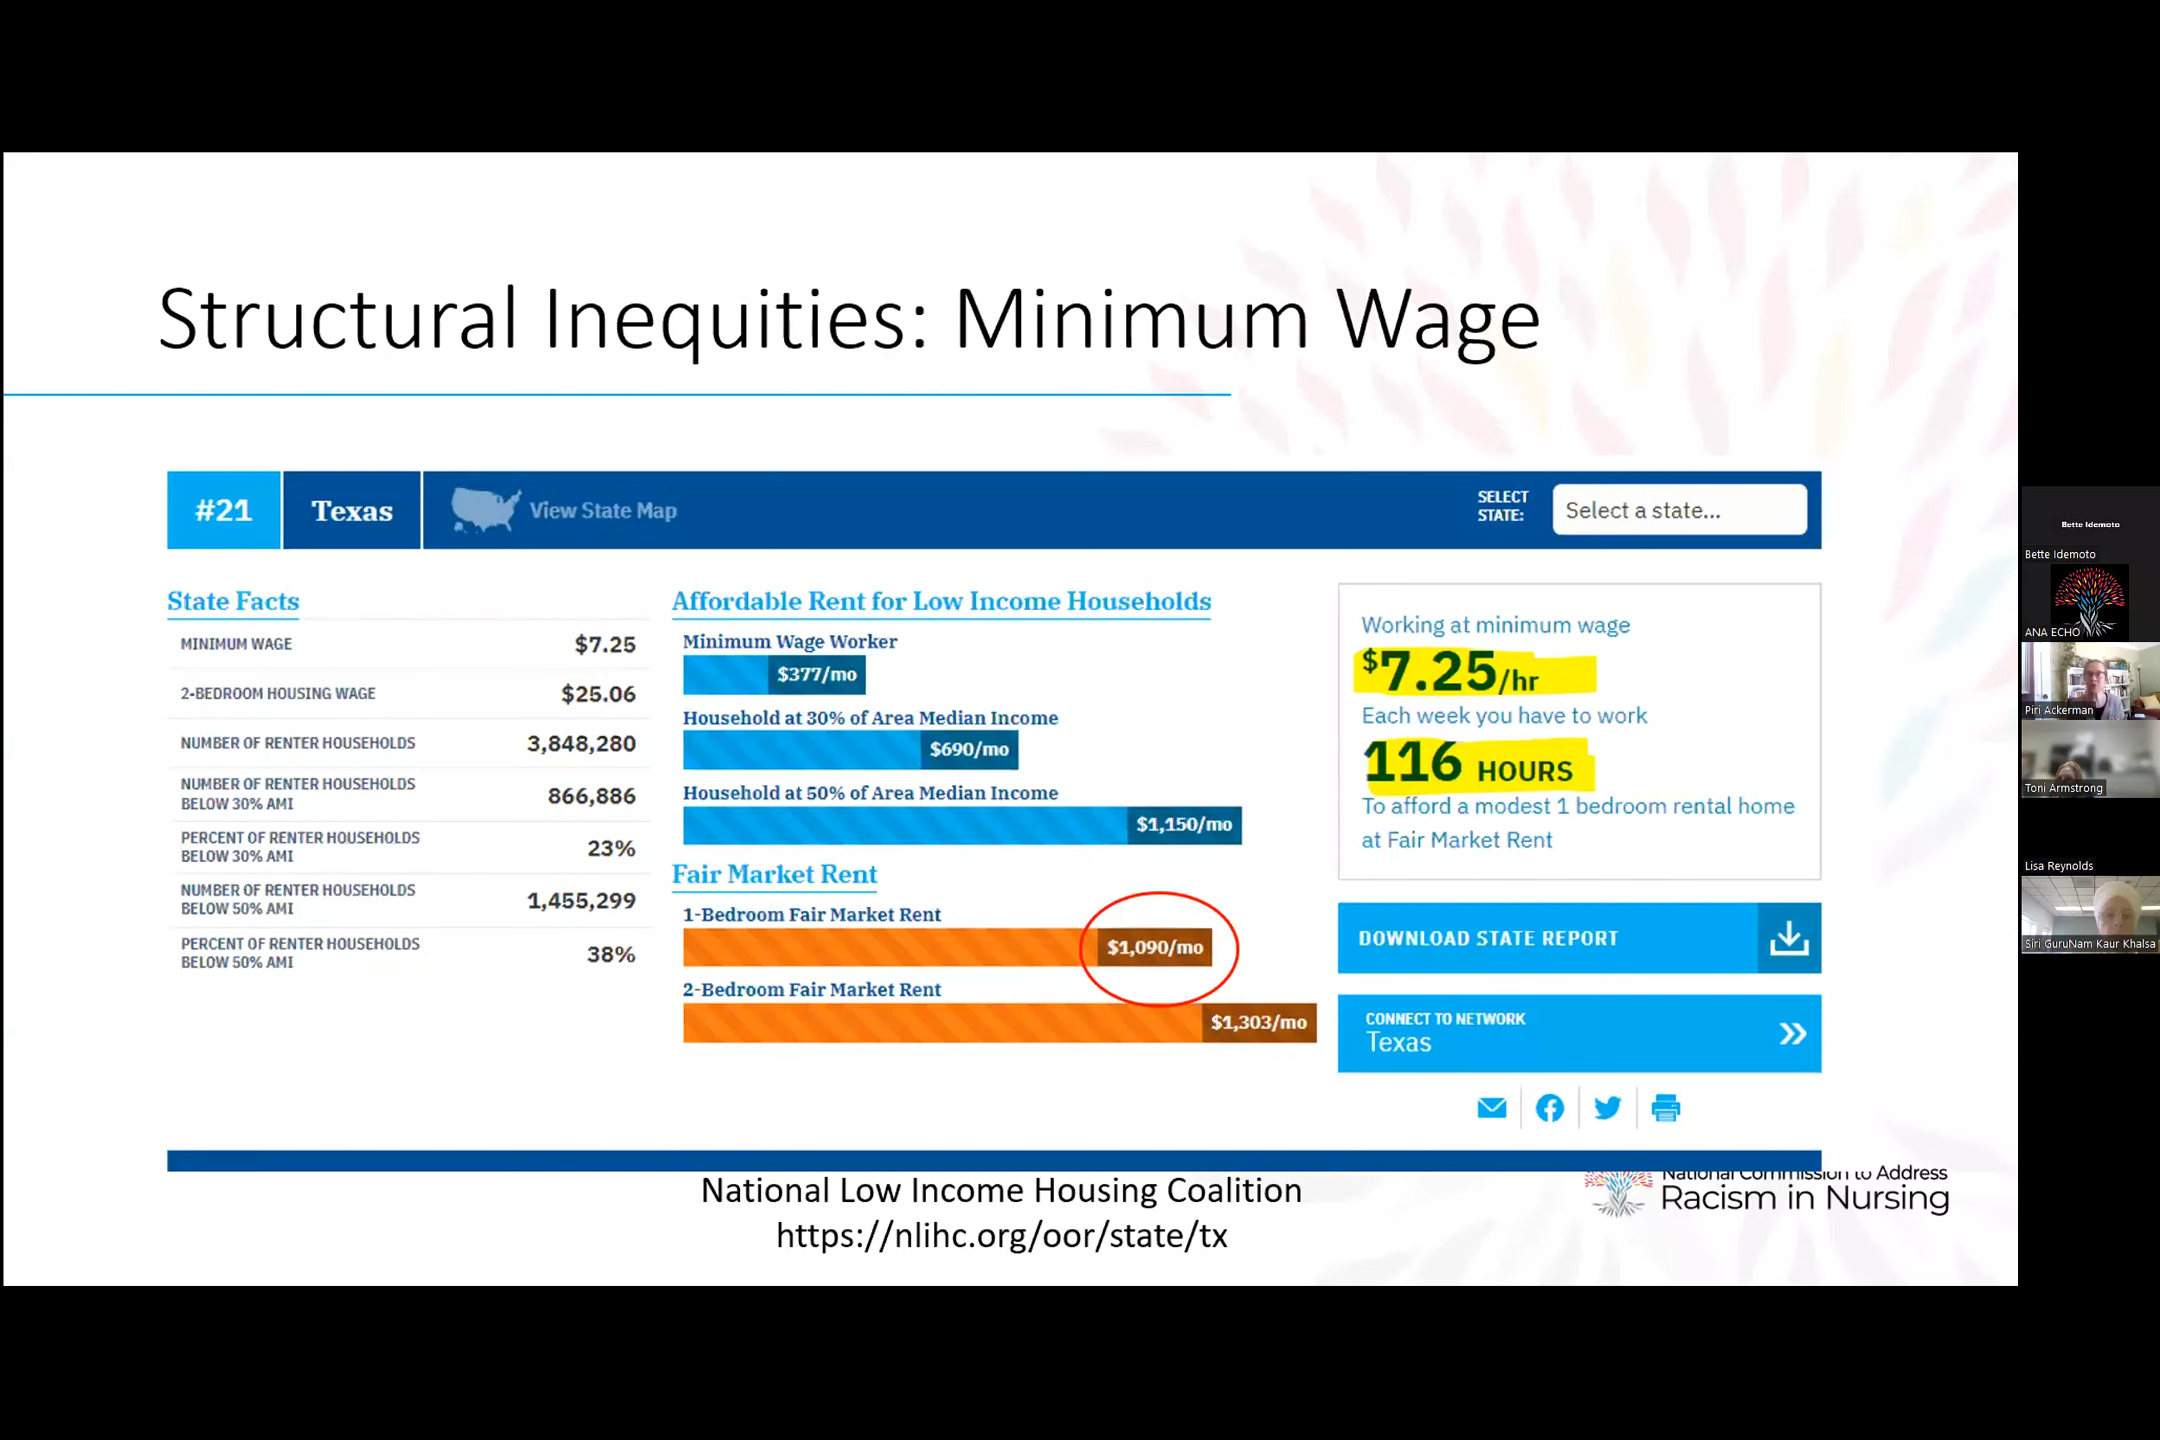 Structural Inequities: Minimum Wage
#21
Texas
View State Map
SELECT
STATE:
Select a state...
State Facts
MINIMUM WAGE $7.25
2-BEDROOM HOUSING WAGE $25.06
NUMBER OF RENTER HOUSEHOLDS 3,848,280
NUMBER OF RENTER HOUSEHOLDS
BELOW 30% AMI 866,886
PERCENT OF RENTER HOUSEHOLDS
BELOW 30% AMI 23%
NUMBER OF RENTER HOUSEHOLDS
BELOW 50% AMI 1,455,299
PERCENT OF RENTER HOUSEHOLDS
BELOW 50% AMI 38%
Affordable Rent for Low Income Households
Minimum Wage Worker
$377/mo
Household at 30% of Area Median Income
$690/mo
Household at 50% of Area Median Income
$1,150/mo
Fair Market Rent
1-Bedroom Fair Market Rent
$1,090/mo
2-Bedroom Fair Market Rent
$1,303/mo
Working at minimum wage
$7.25/hr
Each week you have to work
116 HOURS
To afford a modest 1 bedroom rental home
at Fair Market Rent
DOWNLOAD STATE REPORT
CONNECT TO NETWORK
Texas
National Low Income Housing Coalition
https://nlihc.org/oor/state/tx
National Commission to Address
Racism in Nursing
Bette Idemoto
Bette Idemoto
ANA ECHO
Piri Ackerman
Toni Armstrong
Lisa Reynolds
Siri GuruNam Kaur Khalsa